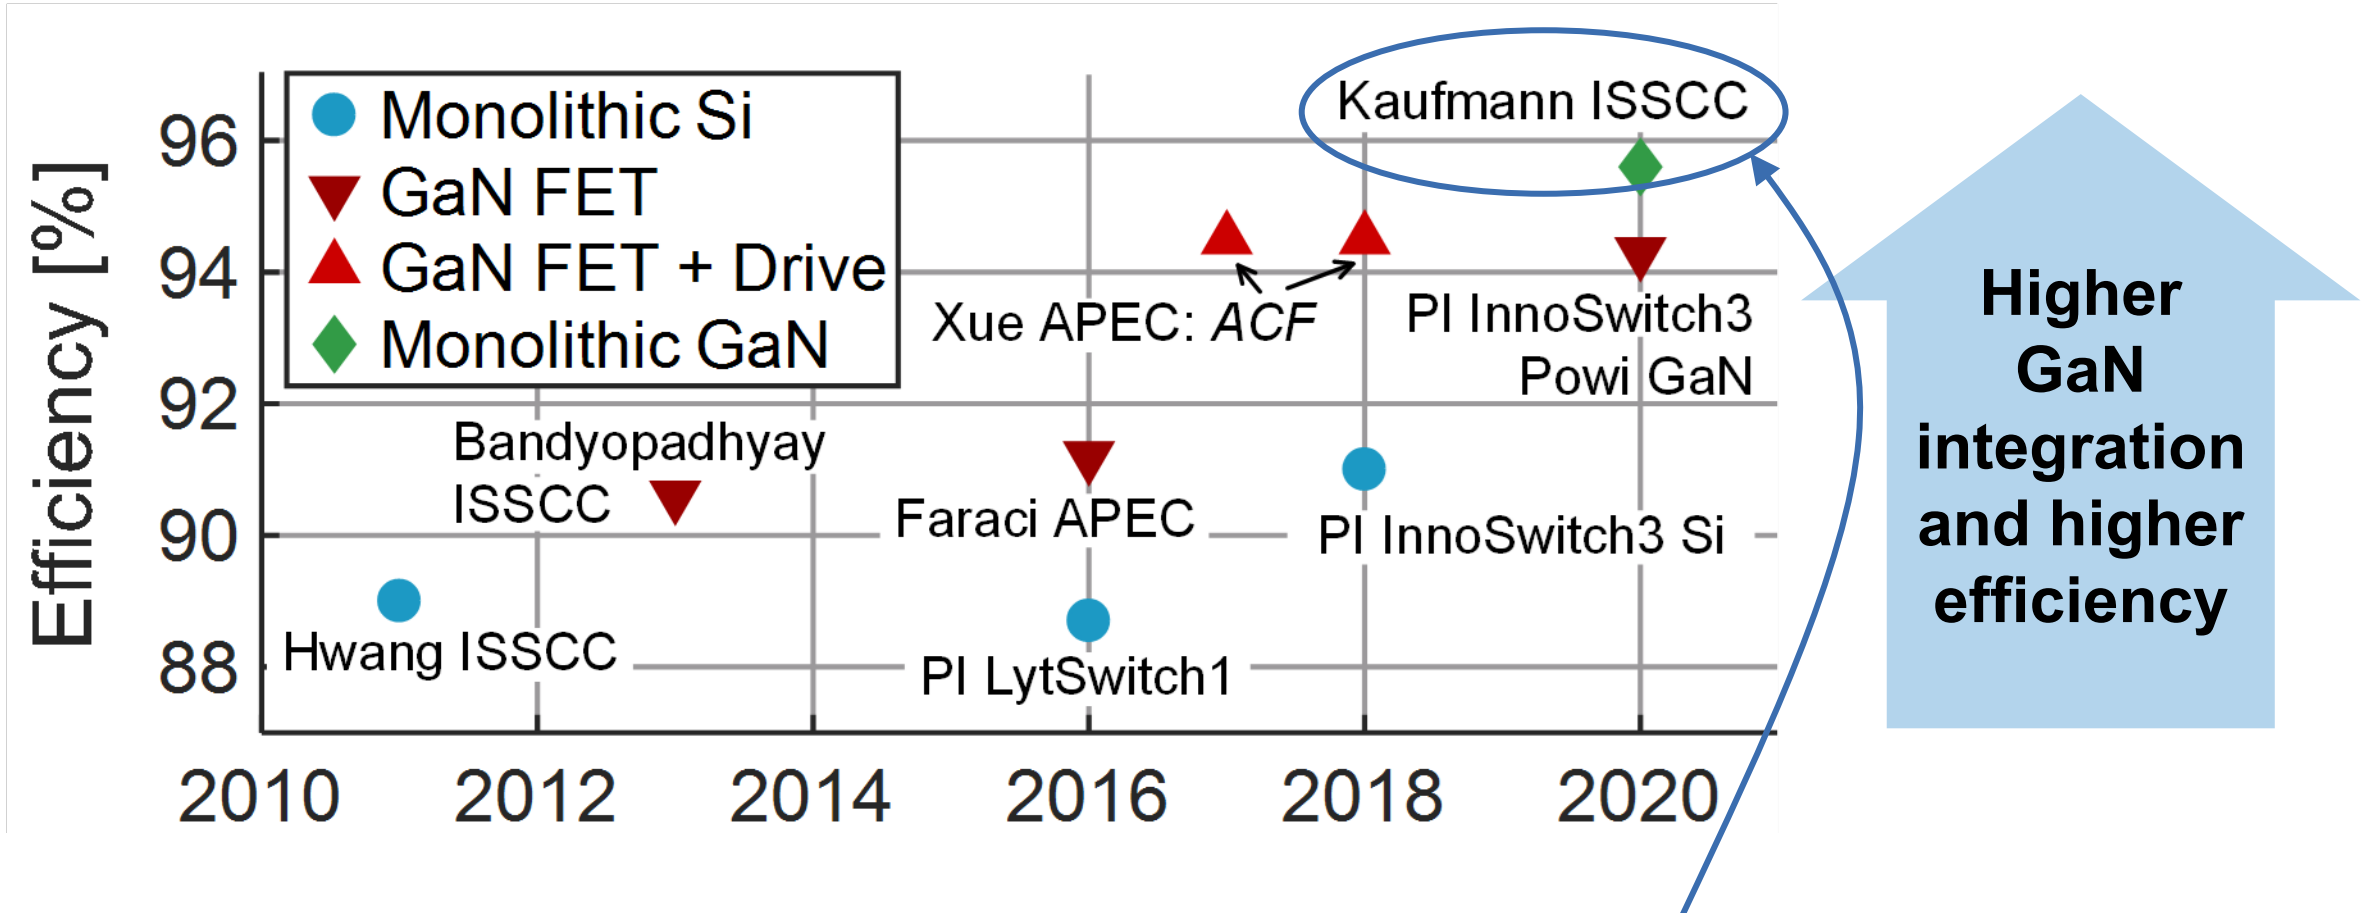 Efficiency [%]
96
94
92
90
88
Monolithic Si
GaN FET
GaN FET + Drive
Monolithic GaN
Kaufmann ISSCC
Xue APEC: ACF
PI InnoSwitch3
Powi GaN
Bandyopadhyay
ISSCC
Faraci APEC
PI InnoSwitch3 Si
Hwang ISSCC
PI LytSwitch1
2010 2012 2014 2016 2018 2020
Higher
GaN
integration
and higher
efficiency